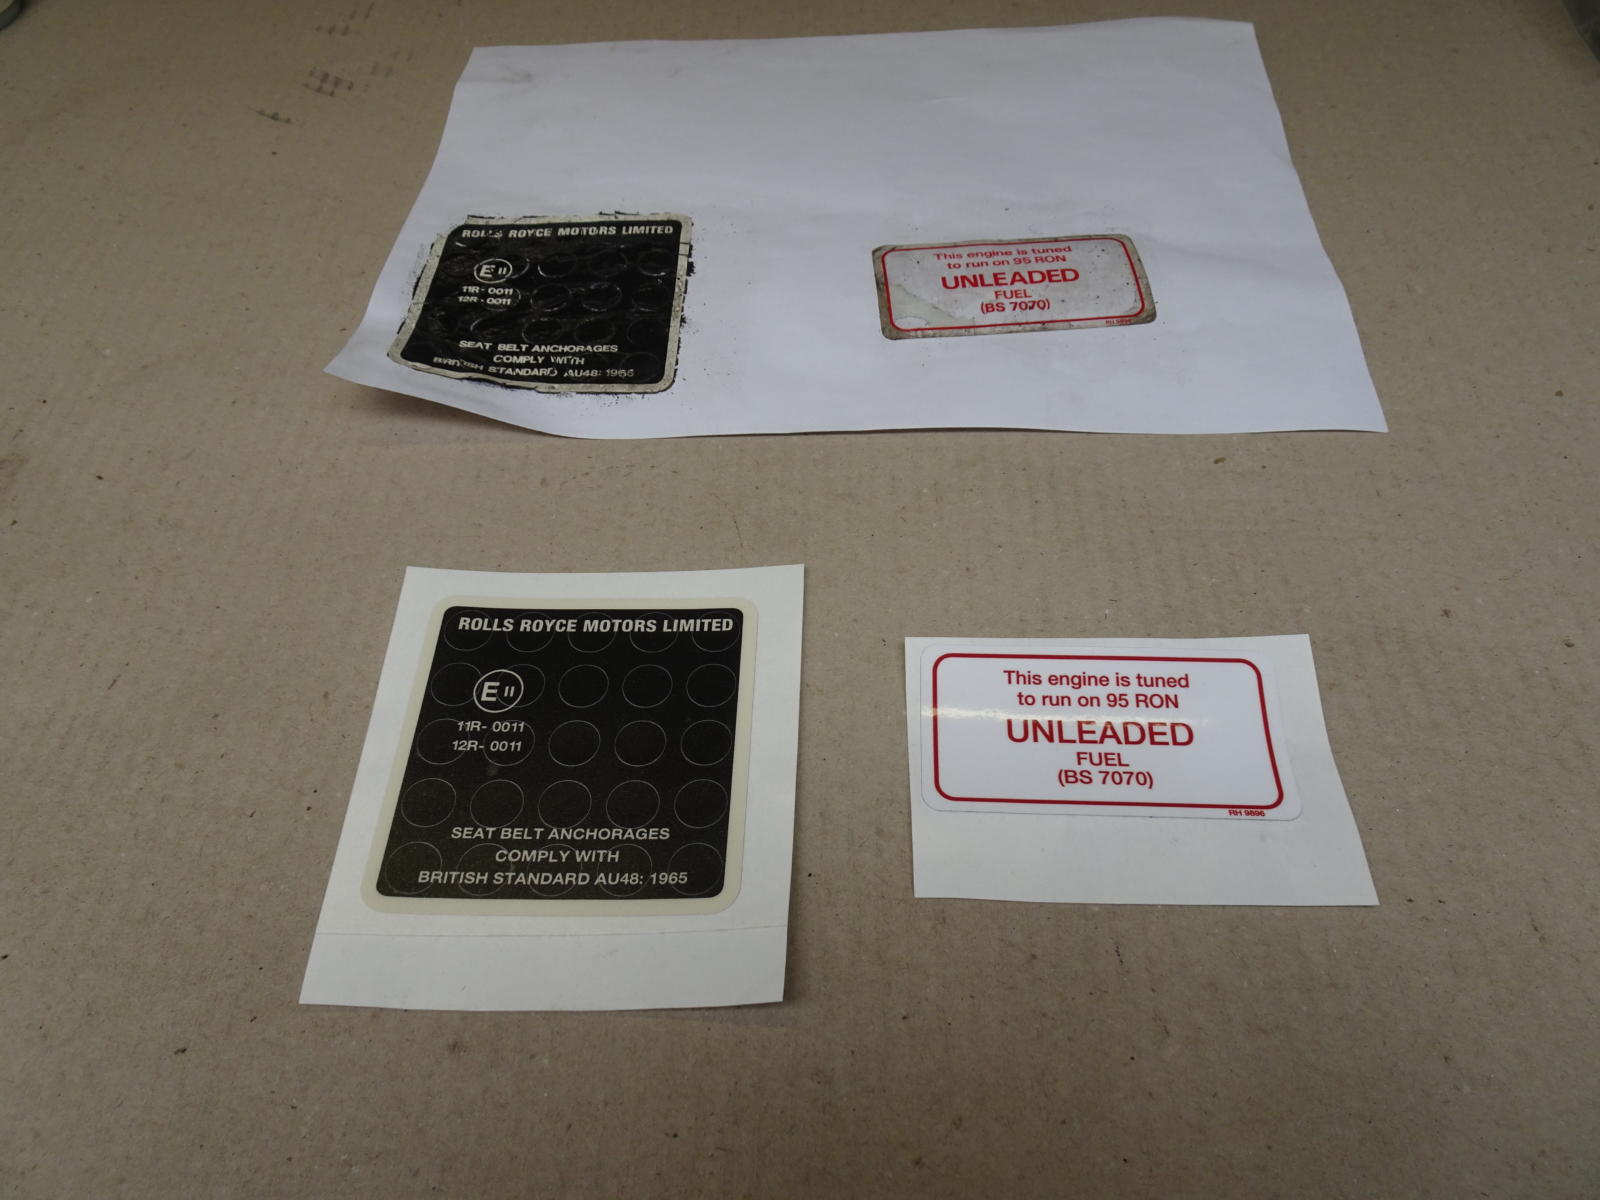 ROLLS ROYCE MOTORS LIMITED
E II
11R- 0011
12R- 0011
SEAT BELT ANCHORAGES
COMPLY WITH
BRITISH STANDARD AU48: 1965
This engine is tuned
to run on 95 RON
UNLEADED
FUEL
(BS 7070)
RH 9896
ROLLS ROYCE MOTORS LIMITED
E II
11R- 0011
12R- 0011
SEAT BELT ANCHORAGES
COMPLY WITH
BRITISH STANDARD AU48: 1965
This engine is tuned
to run on 95 RON
UNLEADED
FUEL
(BS 7070)
RH 9896